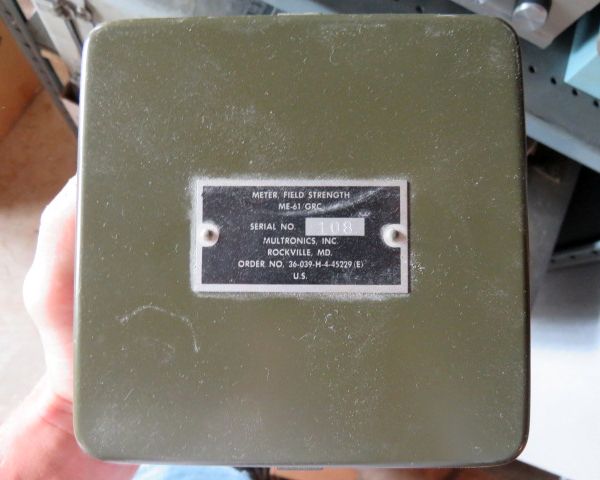 METER, FIELD STRENGTH
ME-61 GRC
SERIAL NO. 108
MULTRONICS, INC.
ROCKVILLE, MD.
ORDER NO. 36-039-H-4-45229 (E)
U.S.